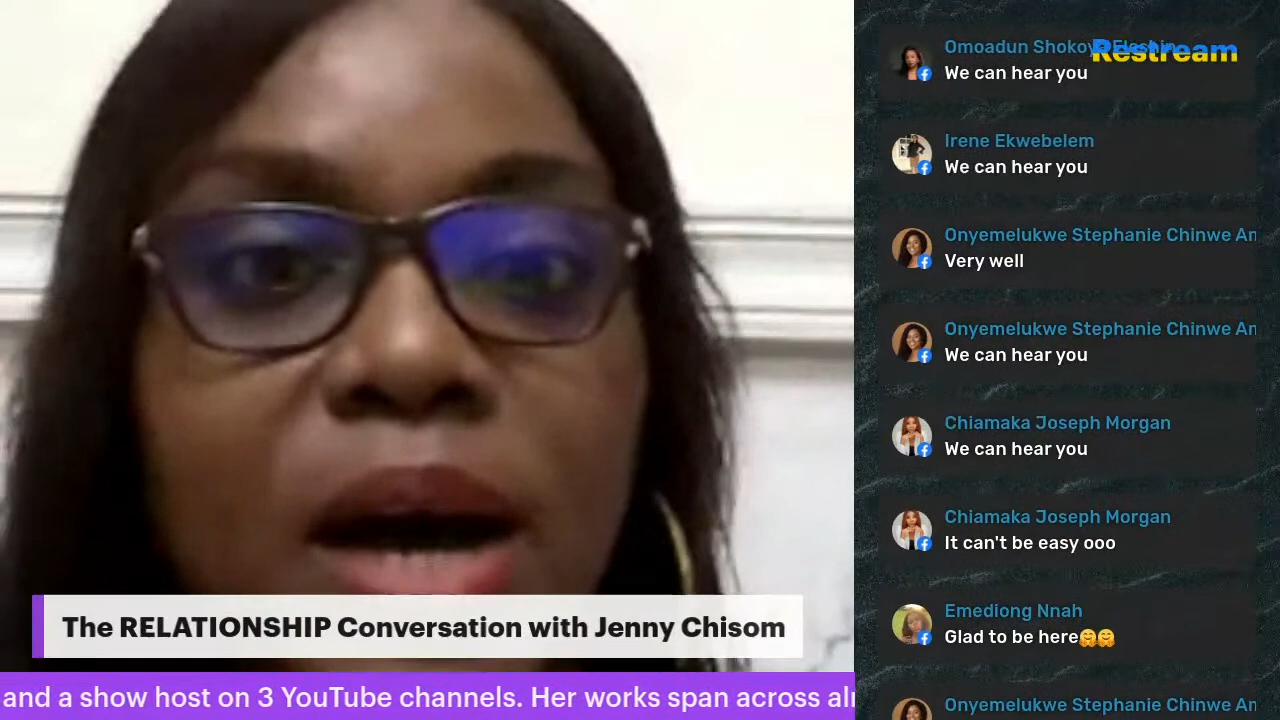 Omoadun Shokoya Eleshin
Restream
We can hear you
Irene Ekwebelem
We can hear you
Onyemelukwe Stephanie Chinwe An
Very well
Onyemelukwe Stephanie Chinwe An
We can hear you
Chiamaka Joseph Morgan
We can hear you
Chiamaka Joseph Morgan
It can't be easy ooo
Emediong Nnah
Glad to be here🤗🤗
Onyemelukwe Stephanie Chinwe An
The RELATIONSHIP Conversation with Jenny Chisom
and a show host on 3 YouTube channels. Her works span across